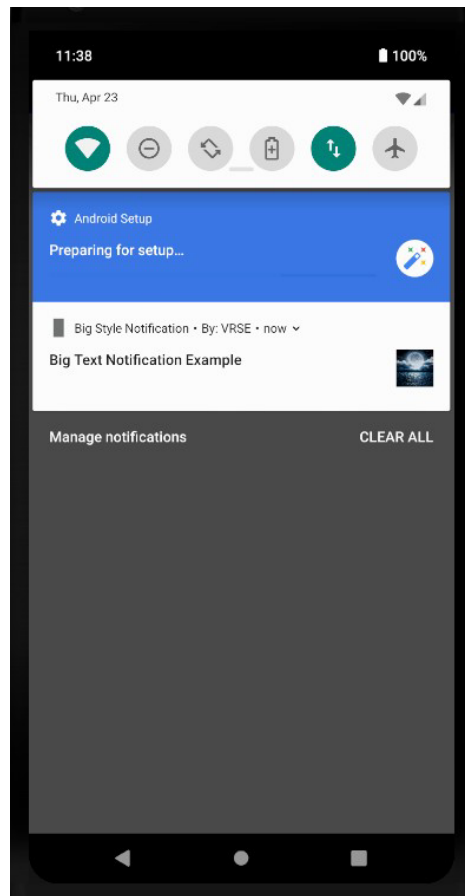 11:38 100%
Thu, Apr 23
Android Setup
Preparing for setup...
Big Style Notification • By: VRSE • now
Big Text Notification Example
Manage notifications CLEAR ALL